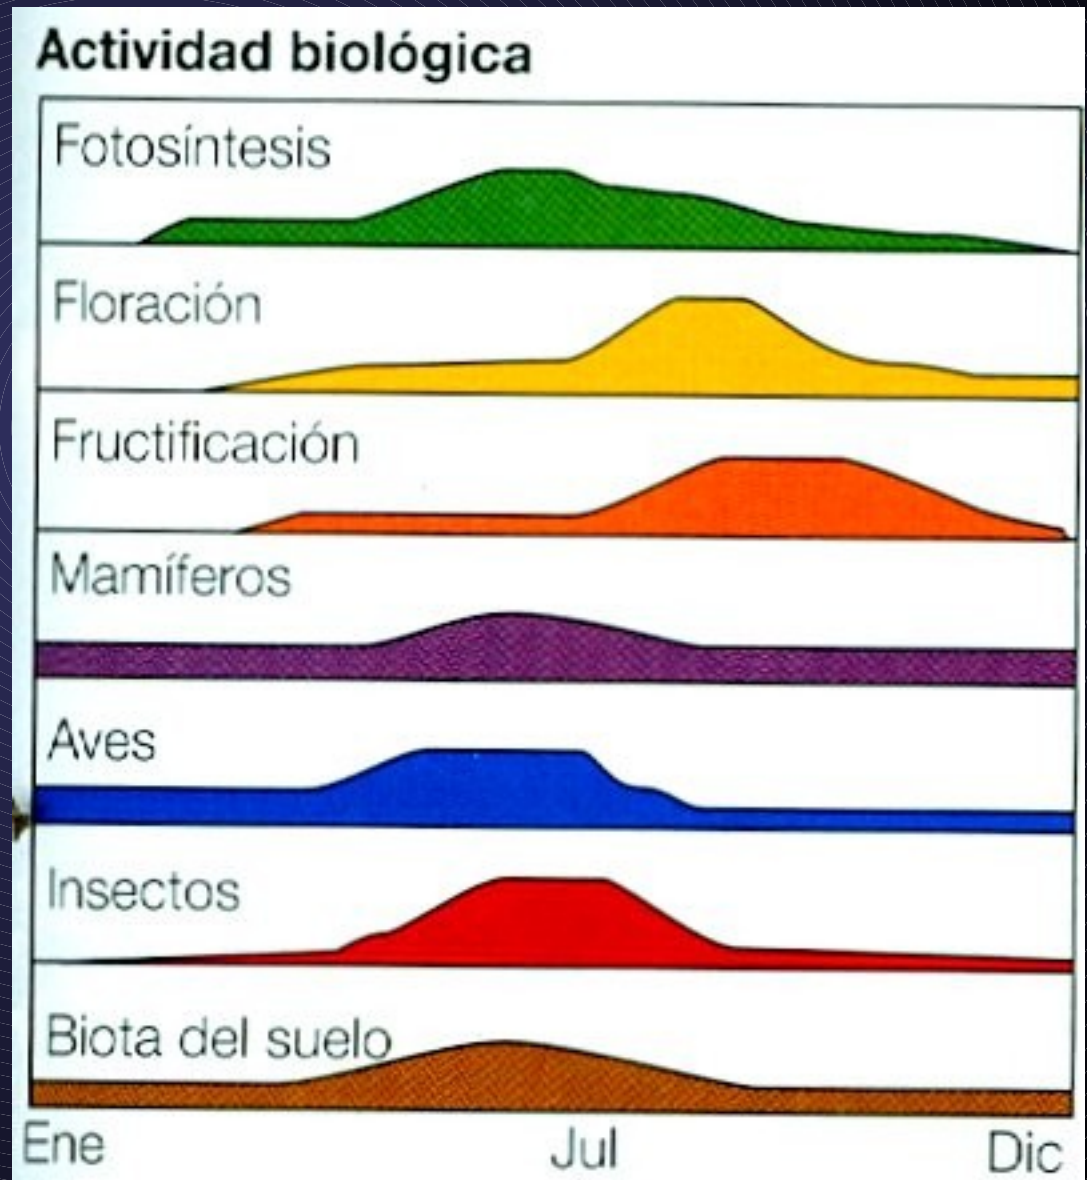 Actividad biológica
Fotosíntesis
Floración
Fructificación
Mamíferos
Aves
Insectos
Biota del suelo
Ene Jul Dic